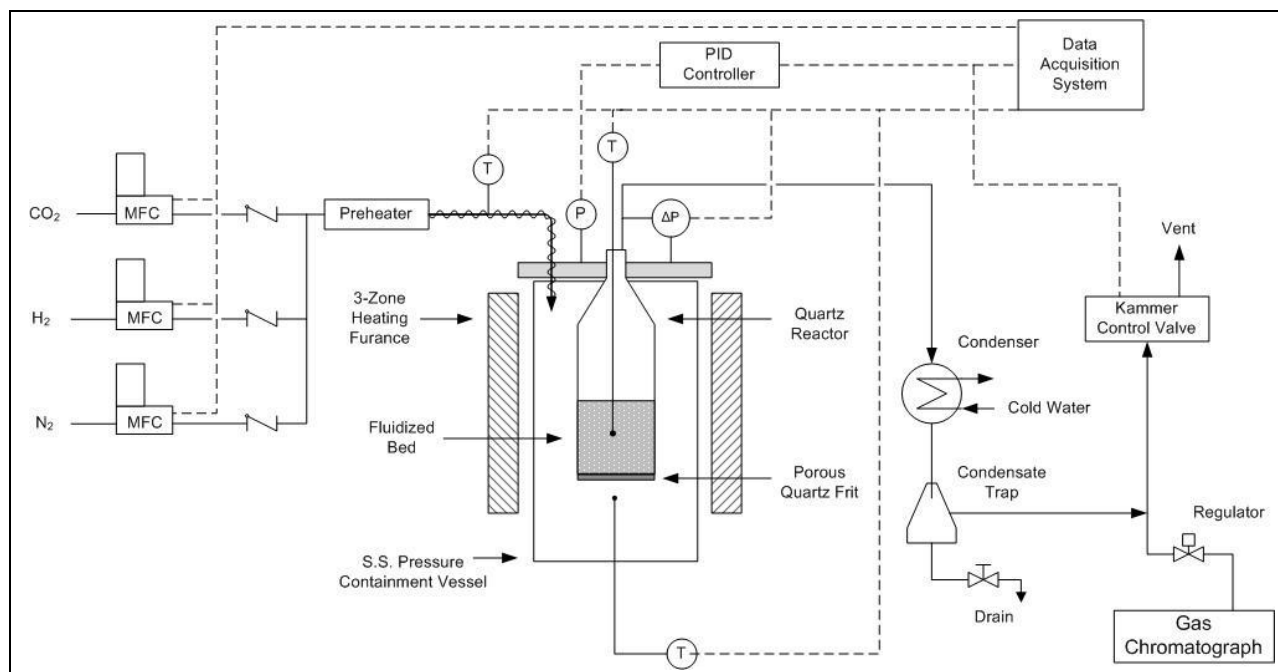 Data
Acquisition
System
PID
Controller
T
T
CO₂
MFC
Preheater
P
ΔP
Vent
3-Zone
Heating
Furance
Quartz
Reactor
H₂
MFC
Kammer
Control Valve
Condenser
Cold Water
N₂
MFC
Fluidized
Bed
Porous
Quartz Frit
Condensate
Trap
Regulator
S.S. Pressure
Containment Vessel
Drain
Gas
Chromatograph
T